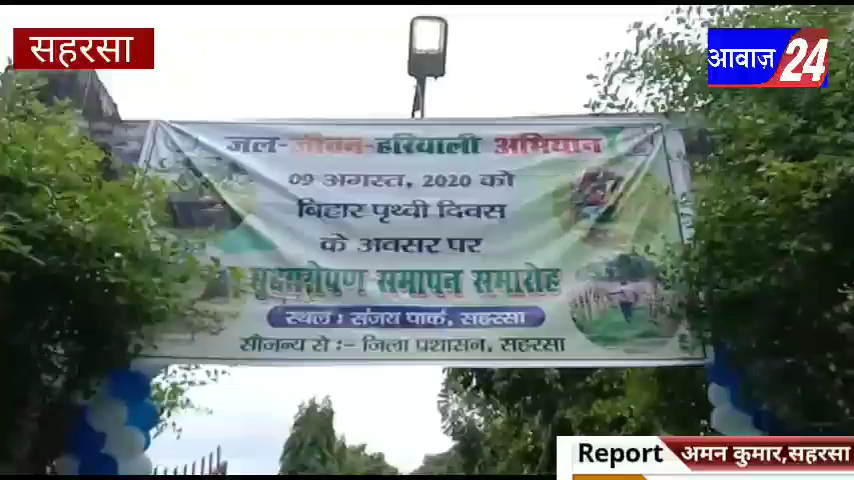 सहरसा
आवाज़ 24
जल-जीवन-हरियाली अभियान
09 अगस्त, 2020 को
बिहार पृथ्वी दिवस
के अवसर पर
वृक्षारोपण समापन समारोह
स्थल : संजय पार्क, सहरसा
सौजन्य से :- जिला प्रशासन, सहरसा
Report अमन कुमार,सहरसा